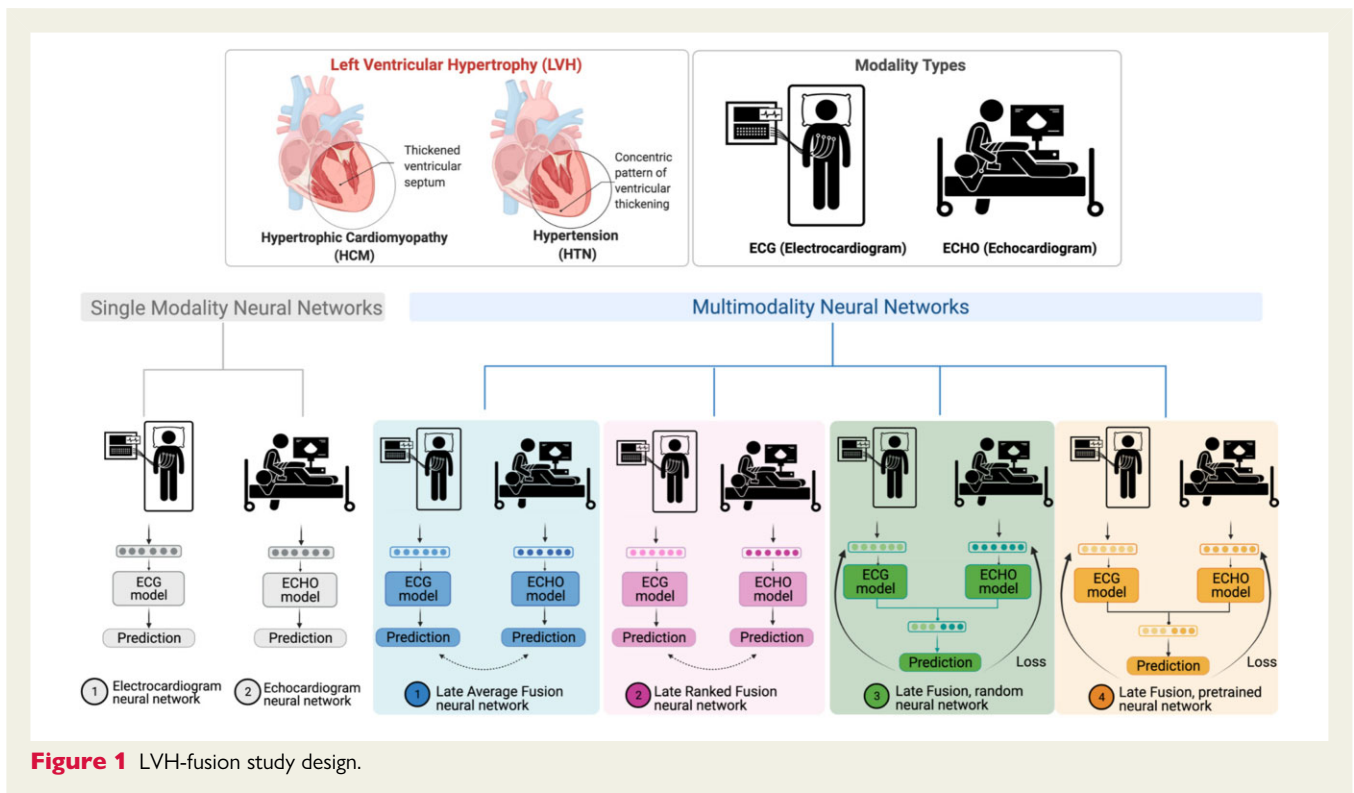 Left Ventricular Hypertrophy (LVH)
Thickened
ventricular
septum
Hypertrophic Cardiomyopathy
(HCM)
Concentric
pattern of
ventricular
thickening
Hypertension
(HTN)
Modality Types
ECG (Electrocardiogram)
ECHO (Echocardiogram)
Single Modality Neural Networks
Multimodality Neural Networks
ECG
model
Prediction
1 Electrocardiogram
neural network
ECHO
model
Prediction
2 Echocardiogram
neural network
ECG
model
Prediction
ECHO
model
Prediction
1 Late Average Fusion
neural network
ECG
model
Prediction
ECHO
model
Prediction
2 Late Ranked Fusion
neural network
ECG
model
ECHO
model
Prediction
Loss
3 Late Fusion, random
neural network
ECG
model
ECHO
model
Prediction
Loss
4 Late Fusion, pretrained
neural network
Figure 1 LVH-fusion study design.